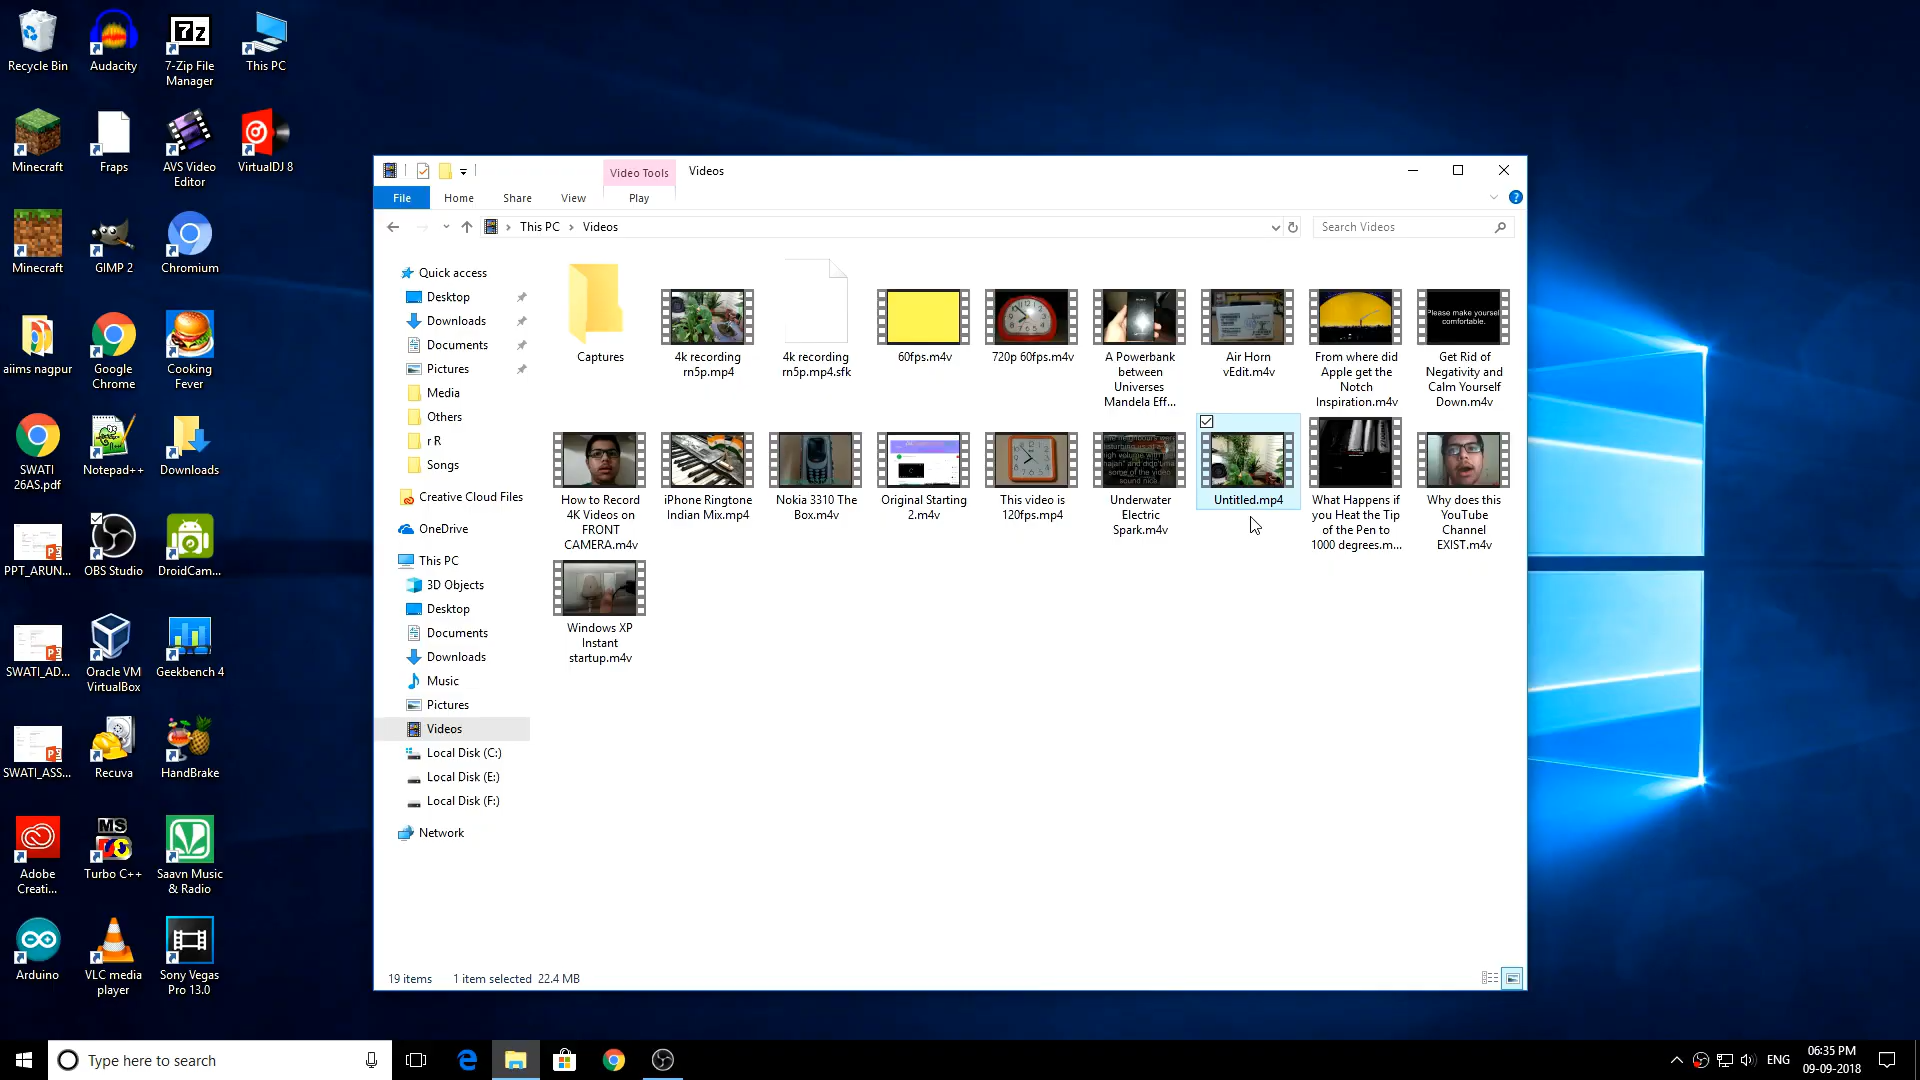 Recycle Bin
Audacity
7-Zip File
Manager
This PC
Minecraft
Fraps
AVS Video
Editor
VirtualDJ 8
Minecraft
GIMP 2
Chromium
aiims nagpur
Google
Chrome
Cooking
Fever
SWATI
26AS.pdf
Notepad++
Downloads
PPT_ARUN...
OBS Studio
DroidCam...
SWATI_AD...
Oracle VM
VirtualBox
Geekbench 4
SWATI_ASS...
Recuva
HandBrake
Adobe
Creati...
Turbo C++
Saavn Music
& Radio
Arduino
VLC media
player
Sony Vegas
Pro 13.0
Video Tools
Videos
File
Home
Share
View
Play
This PC
Videos
Search Videos
Quick access
Desktop
Downloads
Documents
Pictures
Media
Others
r R
Songs
Creative Cloud Files
OneDrive
This PC
3D Objects
Desktop
Documents
Downloads
Music
Pictures
Videos
Local Disk (C:)
Local Disk (E:)
Local Disk (F:)
Network
Captures
4k recording
rn5p.mp4
4k recording
rn5p.mp4.sfk
60fps.m4v
720p 60fps.m4v
A Powerbank
between
Universes
Mandela Eff...
Air Horn
vEdit.m4v
From where did
Apple get the
Notch
Inspiration.m4v
Please make yoursel
comfortable.
Get Rid of
Negativity and
Calm Yourself
Down.m4v
How to Record
4K Videos on
FRONT
CAMERA.m4v
iPhone Ringtone
Indian Mix.mp4
Nokia 3310 The
Box.m4v
Original Starting
2.m4v
This video is
120fps.mp4
Underwater
Electric
Spark.m4v
Untitled.mp4
What Happens if
you Heat the Tip
of the Pen to
1000 degrees.m...
Why does this
YouTube
Channel
EXIST.m4v
Windows XP
Instant
startup.m4v
19 items
1 item selected 22.4 MB
Type here to search
ENG
06:35 PM
09-09-2018